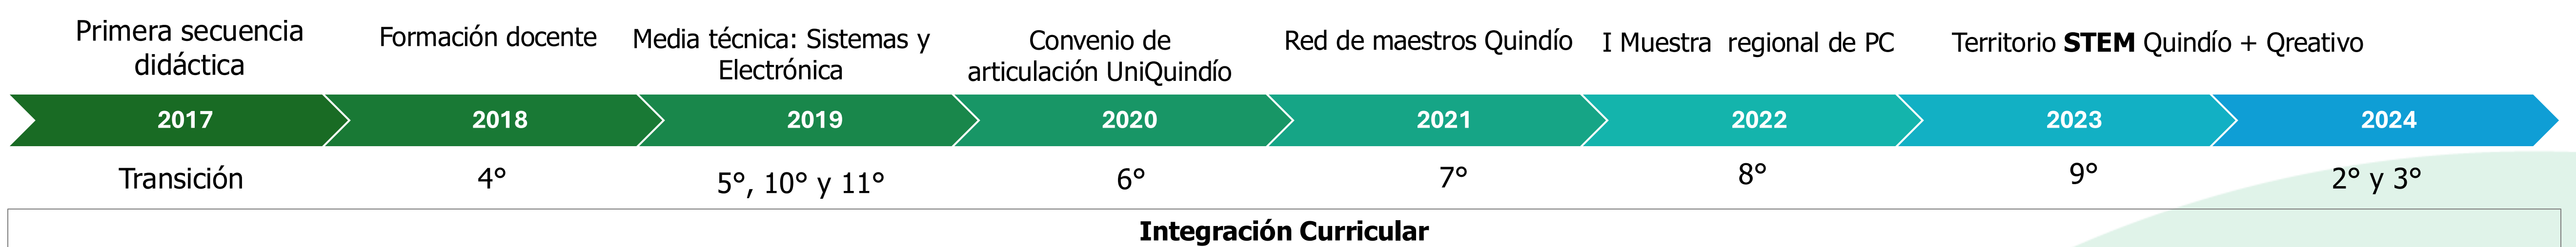 Primera secuencia
didáctica
Formación docente
Media técnica: Sistemas y
Electrónica
Convenio de
articulación UniQuindío
Red de maestros Quindío
I Muestra regional de PC
Territorio STEM Quindío + Qreativo
2017
2018
2019
2020
2021
2022
2023
2024
Transición
4°
5°, 10° y 11°
6°
7°
8°
9°
2° y 3°
Integración Curricular